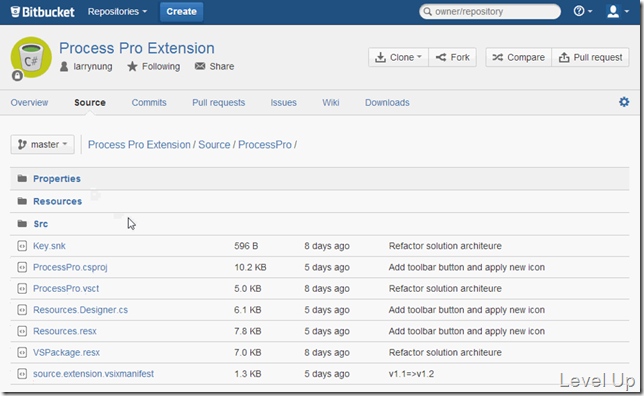 Bitbucket Repositories Create owner/repository
C#
Process Pro Extension
larrynung Following Share
Clone Fork Compare Pull request
Overview Source Commits Pull requests Issues Wiki Downloads
master Process Pro Extension / Source / ProcessPro /
Properties
Resources
Src
Key.snk 596 B 8 days ago Refactor solution architeure
ProcessPro.csproj 10.2 KB 5 days ago Add toolbar button and apply new icon
ProcessPro.vsct 5.0 KB 8 days ago Refactor solution architeure
Resources.Designer.cs 6.1 KB 5 days ago Add toolbar button and apply new icon
Resources.resx 7.8 KB 5 days ago Add toolbar button and apply new icon
VSPackage.resx 7.0 KB 8 days ago Refactor solution architeure
source.extension.vsixmanifest 1.3 KB 5 days ago v1.1=>v1.2
Level Up